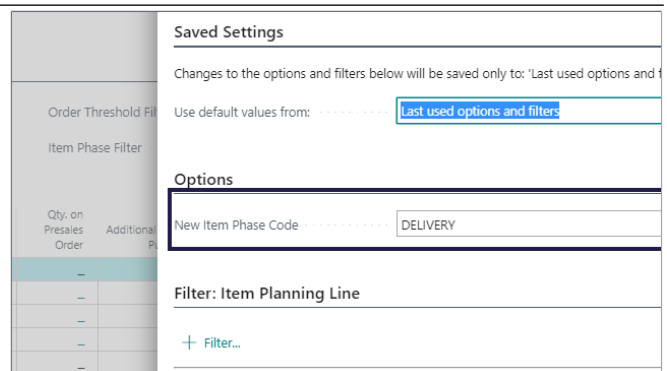 Saved Settings
Changes to the options and filters below will be saved only to: 'Last used options and f
Order Threshold Fil
Use default values from:
Last used options and filters
Item Phase Filter
Options
Qty. on
Presales
Order
Additional
Pu
New Item Phase Code
DELIVERY
Filter: Item Planning Line
+ Filter...